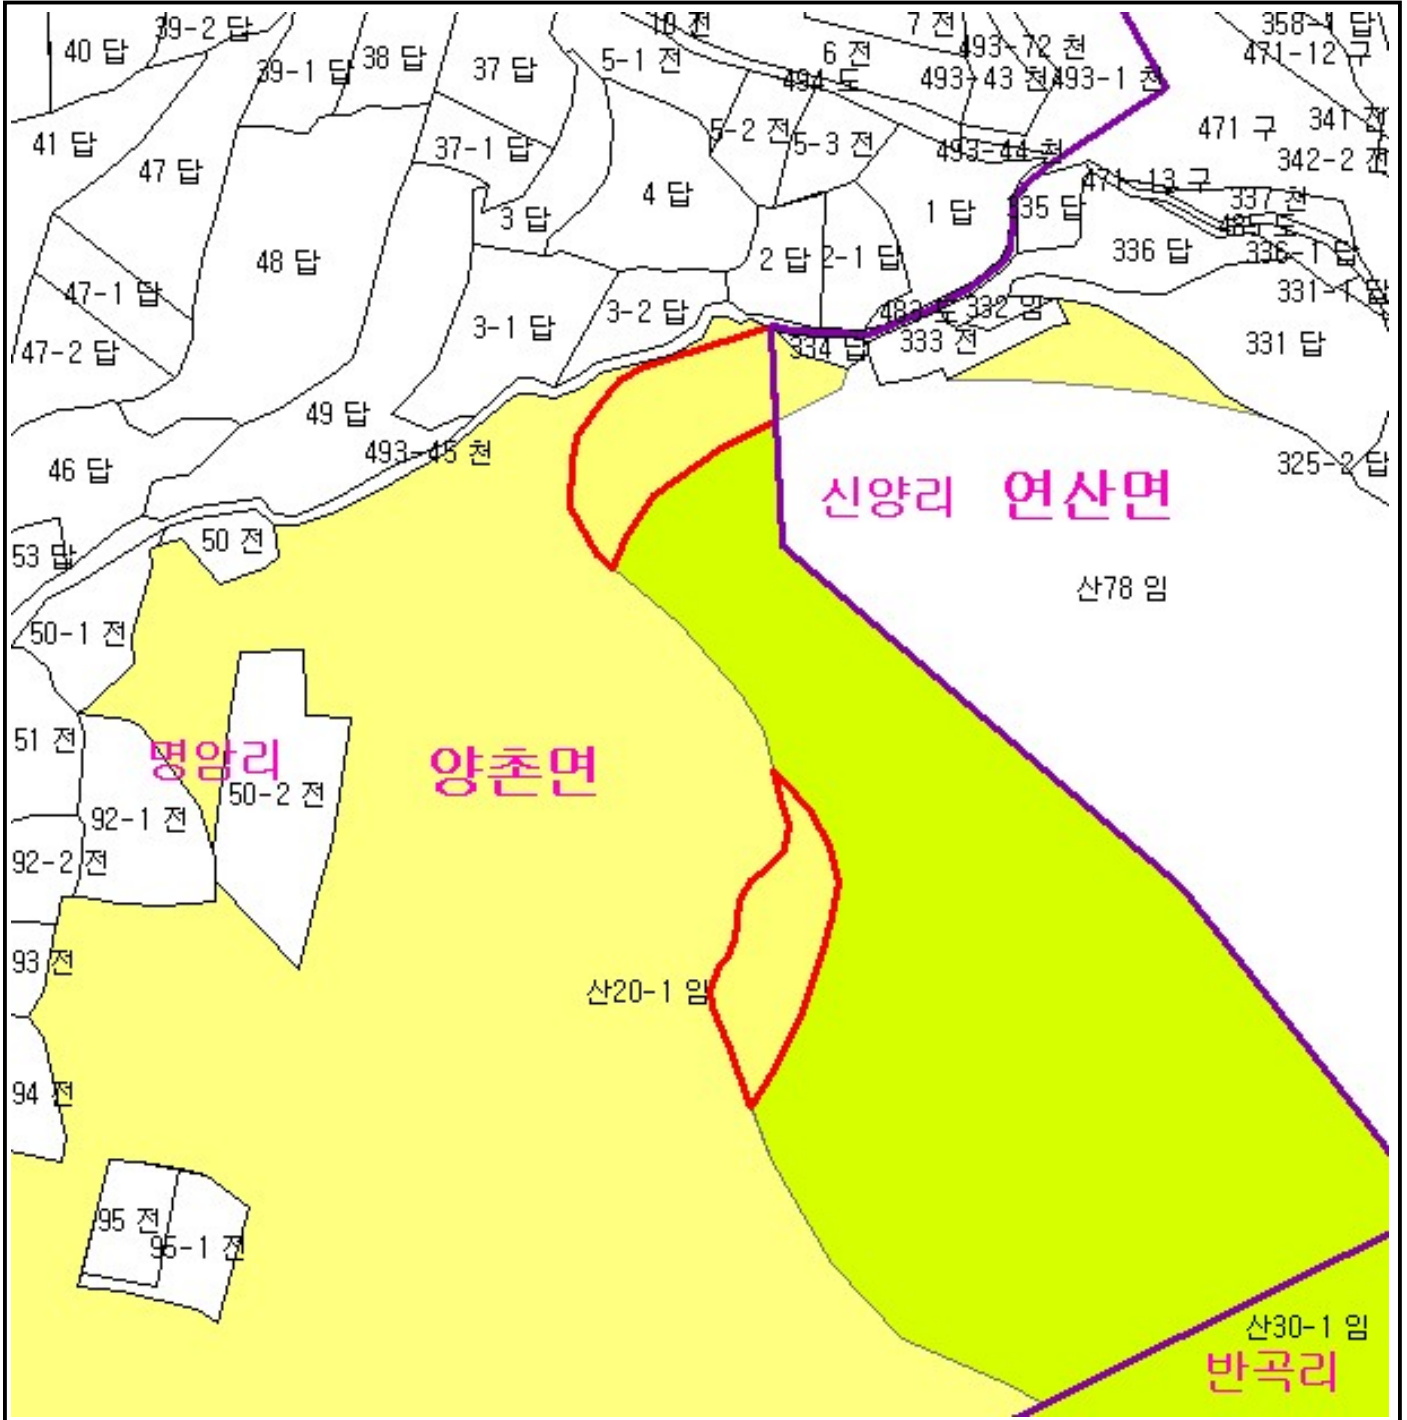 39-2 답
10 전
7 전
358-1 답
40 답
39-1 답
38 답
37 답
5-1 전
6 전
493-72 천
471-12 구
494 도
493-43 천
493-1 천
41 답
47 답
37-1 답
5-2 전
5-3 전
493-44 천
471 구
341 전
342-2 전
471-13 구
337 천
4 답
3 답
1 답
335 답
485 도
48 답
2 답
2-1 답
336 답
336-1 답
47-1 답
331-1 답
3-1 답
3-2 답
483 도
332 임
47-2 답
334 답
333 전
331 답
49 답
46 답
493-45 천
325-2 답
신양리
연산면
53 답
50 전
산78 임
50-1 전
51 전
명암리
양촌면
50-2 전
92-1 전
92-2 전
93 전
산20-1 임
94 전
95 전
95-1 전
산30-1 임
반곡리